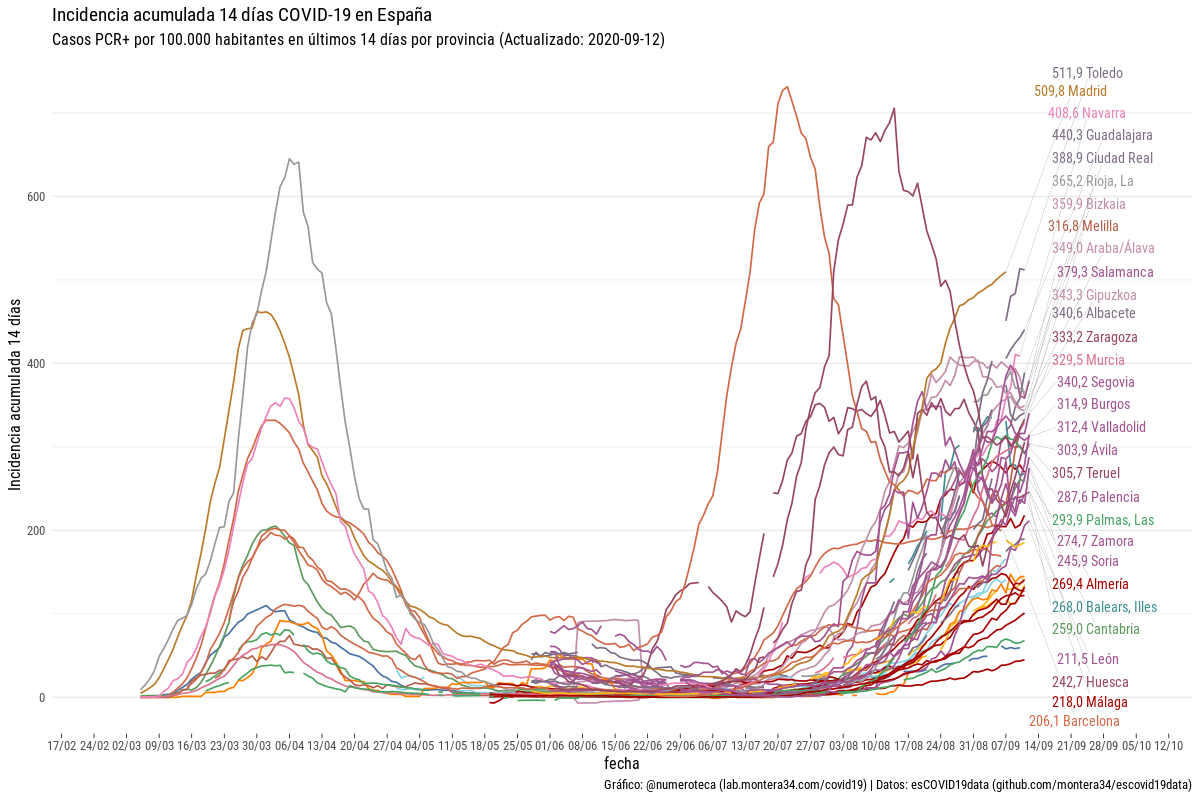 Incidencia acumulada 14 días COVID-19 en España
Casos PCR+ por 100.000 habitantes en últimos 14 días por provincia (Actualizado: 2020-09-12)
511,9 Toledo
509,8 Madrid
408,6 Navarra
440,3 Guadalajara
388,9 Ciudad Real
365,2 Rioja, La
359,9 Bizkaia
316,8 Melilla
349,0 Araba/Álava
379,3 Salamanca
343,3 Gipuzkoa
340,6 Albacete
333,2 Zaragoza
329,5 Murcia
340,2 Segovia
314,9 Burgos
312,4 Valladolid
303,9 Ávila
305,7 Teruel
287,6 Palencia
293,9 Palmas, Las
274,7 Zamora
245,9 Soria
269,4 Almería
268,0 Balears, Illes
259,0 Cantabria
211,5 León
242,7 Huesca
218,0 Málaga
206,1 Barcelona
Incidencia acumulada 14 días
600
400
200
0
17/02 24/02 02/03 09/03 16/03 23/03 30/03 06/04 13/04 20/04 27/04 04/05 11/05 18/05 25/05 01/06 08/06 15/06 22/06 29/06 06/07 13/07 20/07 27/07 03/08 10/08 17/08 24/08 31/08 07/09 14/09 21/09 28/09 05/10 12/10
fecha
Gráfico: @numeroteca (lab.montera34.com/covid19) | Datos: esCOVID19data (github.com/montera34/escovid19data)